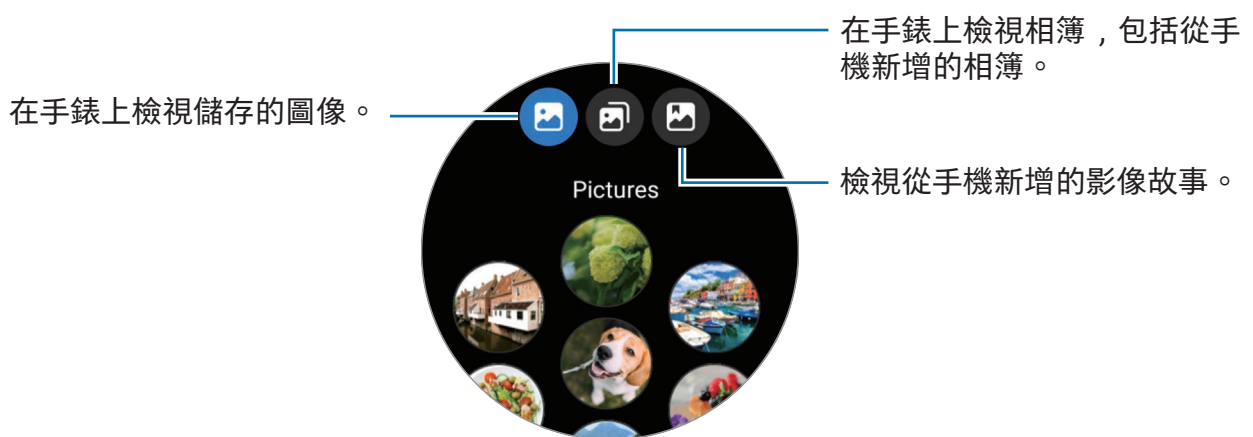 在手錶上檢視相簿，包括從手
機新增的相簿。
在手錶上檢視儲存的圖像。
檢視從手機新增的影像故事。
Pictures